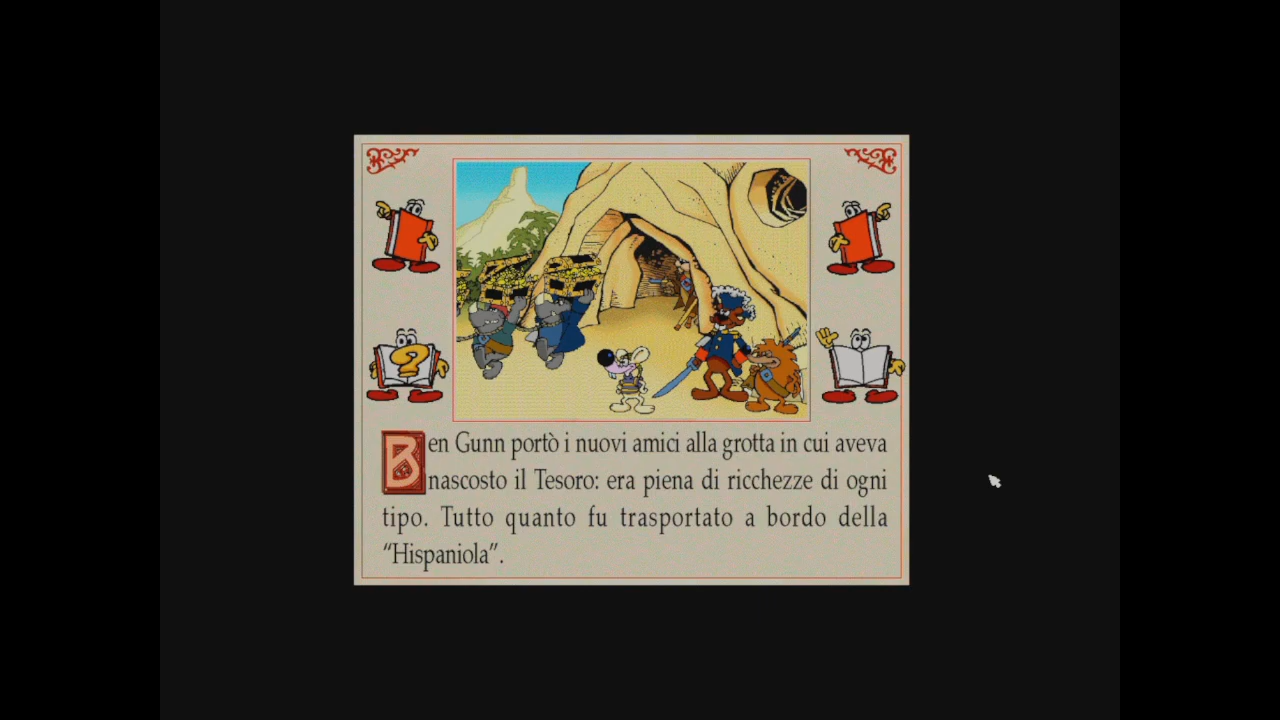 Ben Gunn portò i nuovi amici alla grotta in cui aveva
nascosto il Tesoro: era piena di ricchezze di ogni
tipo. Tutto quanto fu trasportato a bordo della
“Hispaniola”.